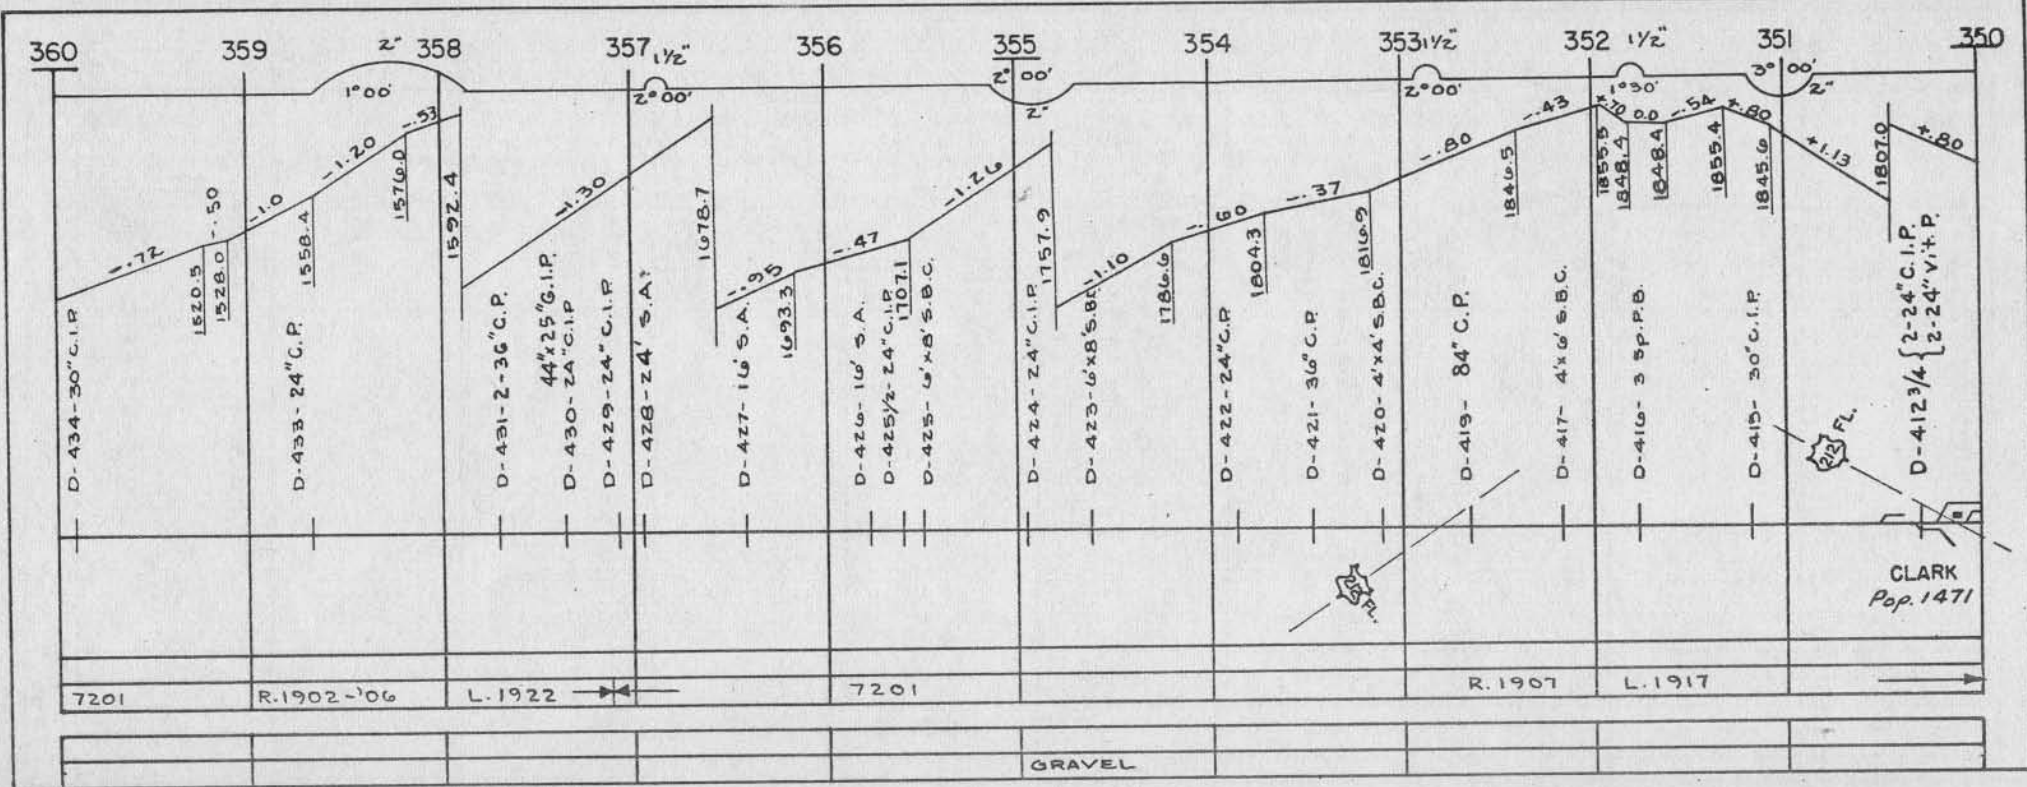 360 359 2" 358 357 1½" 356 355 354 353 1½" 352 1½" 351 350
1°00' 2°00' 2°00' 2" 2°00' 1°30' 3°00' 2"
-.72 -.50 -1.0 -1.20 -.53 -1.30 -.95 -.47 -1.26 -1.10 -.60 -.37 -.80 -.43 +.70 0.0 -.54 +.80 +1.13 +.80
1520.5
1528.0
1558.4
1576.0
1592.4
1678.7
1693.3
1707.1
1757.9
1786.6
1804.3
1816.9
1846.5
1855.5
1848.4
1848.4
1855.4
1845.6
1807.0
D-434-30"C.I.P.
D-433-24"C.P.
D-431-2-36"C.P.
44"x25"G.I.P.
D-430-24"C.I.P.
D-429-24"C.I.P.
D-428-24' S.A.
D-427-16' S.A.
D-426-16' S.A.
D-425½-24"C.I.P.
D-425-6'x8' S.B.C.
D-424-24"C.I.P.
D-423-6'x8'S.B.C.
D-422-24"C.P.
D-421-36"C.P.
D-420-4'x4' S.B.C.
D-419- 84"C.P.
D-417- 4'x6' S.B.C.
D-416-3 Sp.P.B.
D-415- 30"C.I.P.
D-412¾ { 2-24"C.I.P.
2-24"Vit.P.
FL.
212 FL.
CLARK
Pop. 1471
7201 R.1902-'06 L.1922 7201 R.1907 L.1917
GRAVEL